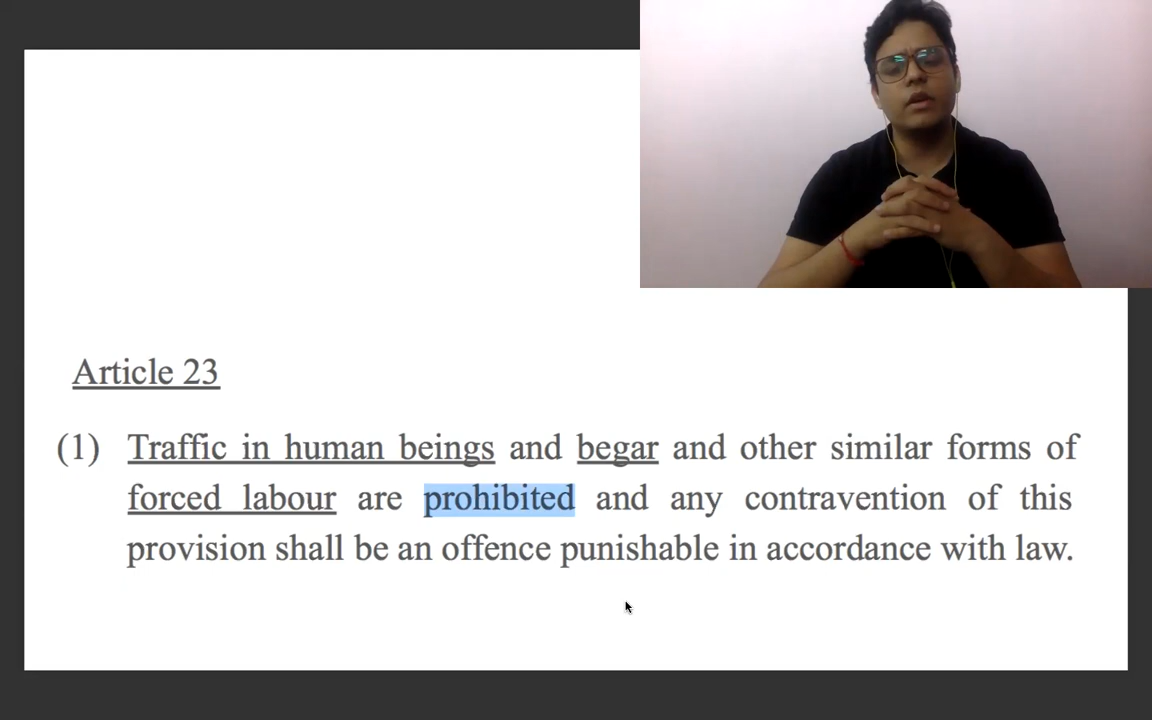 Article 23
(1) Traffic in human beings and begar and other similar forms of
forced labour are prohibited and any contravention of this
provision shall be an offence punishable in accordance with law.